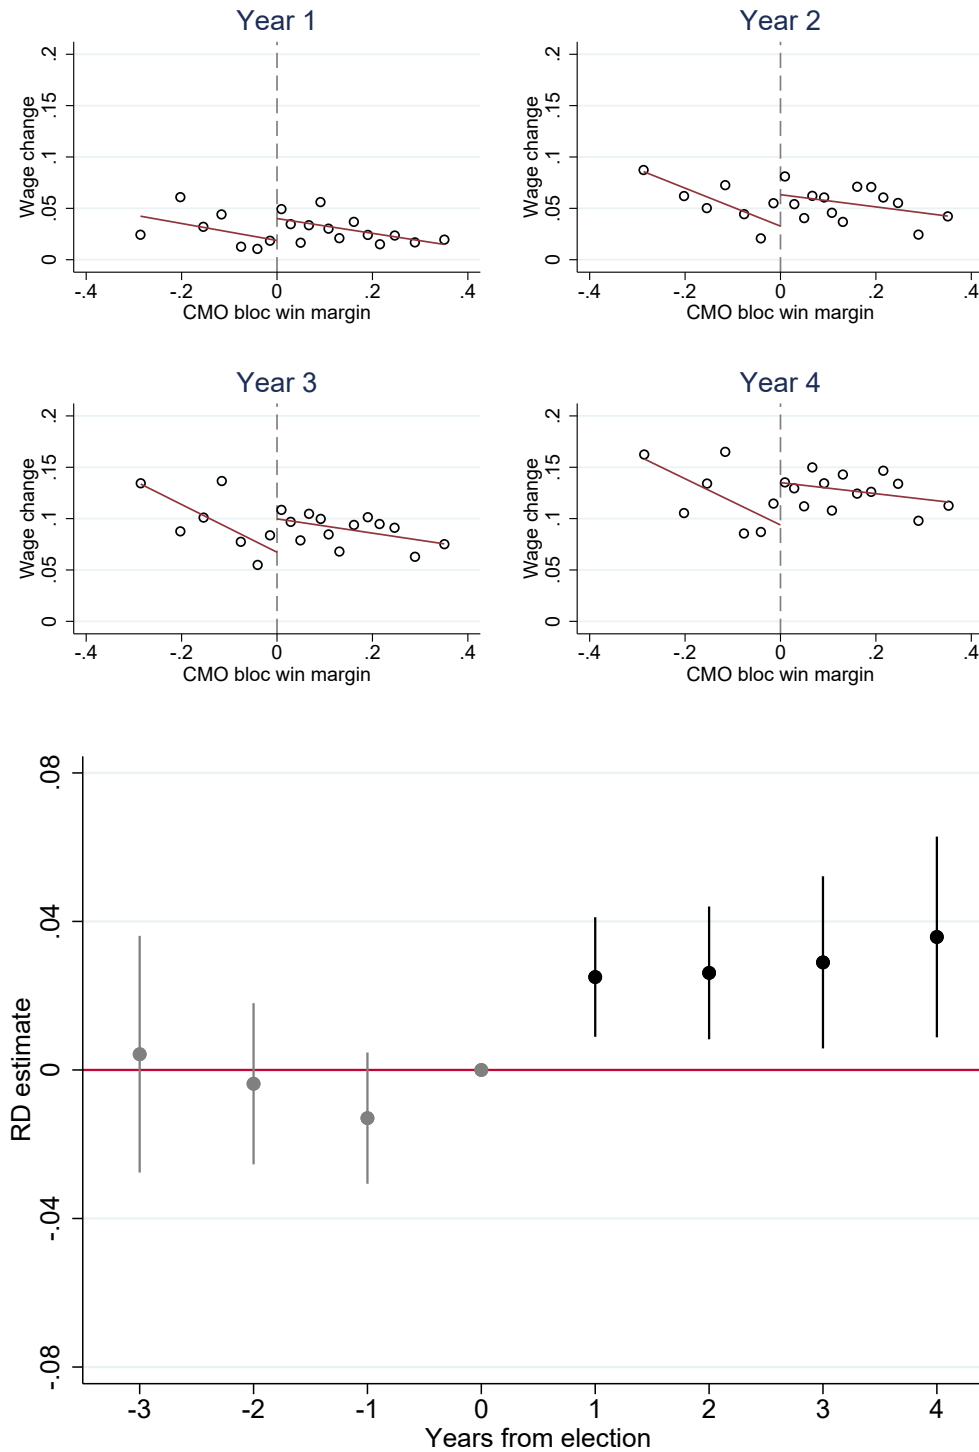 Year 1
Wage change
0 .05 .1 .15 .2
-.4 -.2 0 .2 .4
CMO bloc win margin
Year 2
Wage change
0 .05 .1 .15 .2
-.4 -.2 0 .2 .4
CMO bloc win margin
Year 3
Wage change
0 .05 .1 .15 .2
-.4 -.2 0 .2 .4
CMO bloc win margin
Year 4
Wage change
0 .05 .1 .15 .2
-.4 -.2 0 .2 .4
CMO bloc win margin
RD estimate
-.08 -.04 0 .04 .08
-3 -2 -1 0 1 2 3 4
Years from election